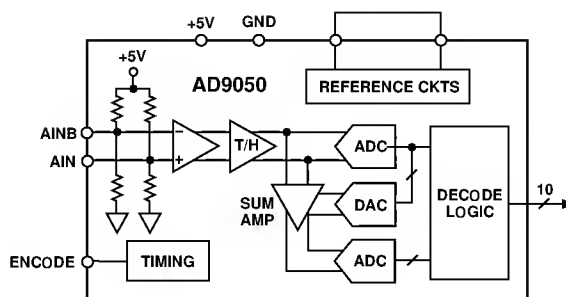 +5V
GND
+5V
AD9050
REFERENCE CKTS
AINB
−
T/H
ADC
AIN
+
10
SUM
AMP
DAC
DECODE
LOGIC
ADC
ENCODE
TIMING